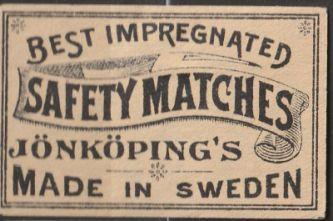 BEST IMPREGNATED
SAFETY MATCHES
JÖNKÖPING'S
MADE IN SWEDEN